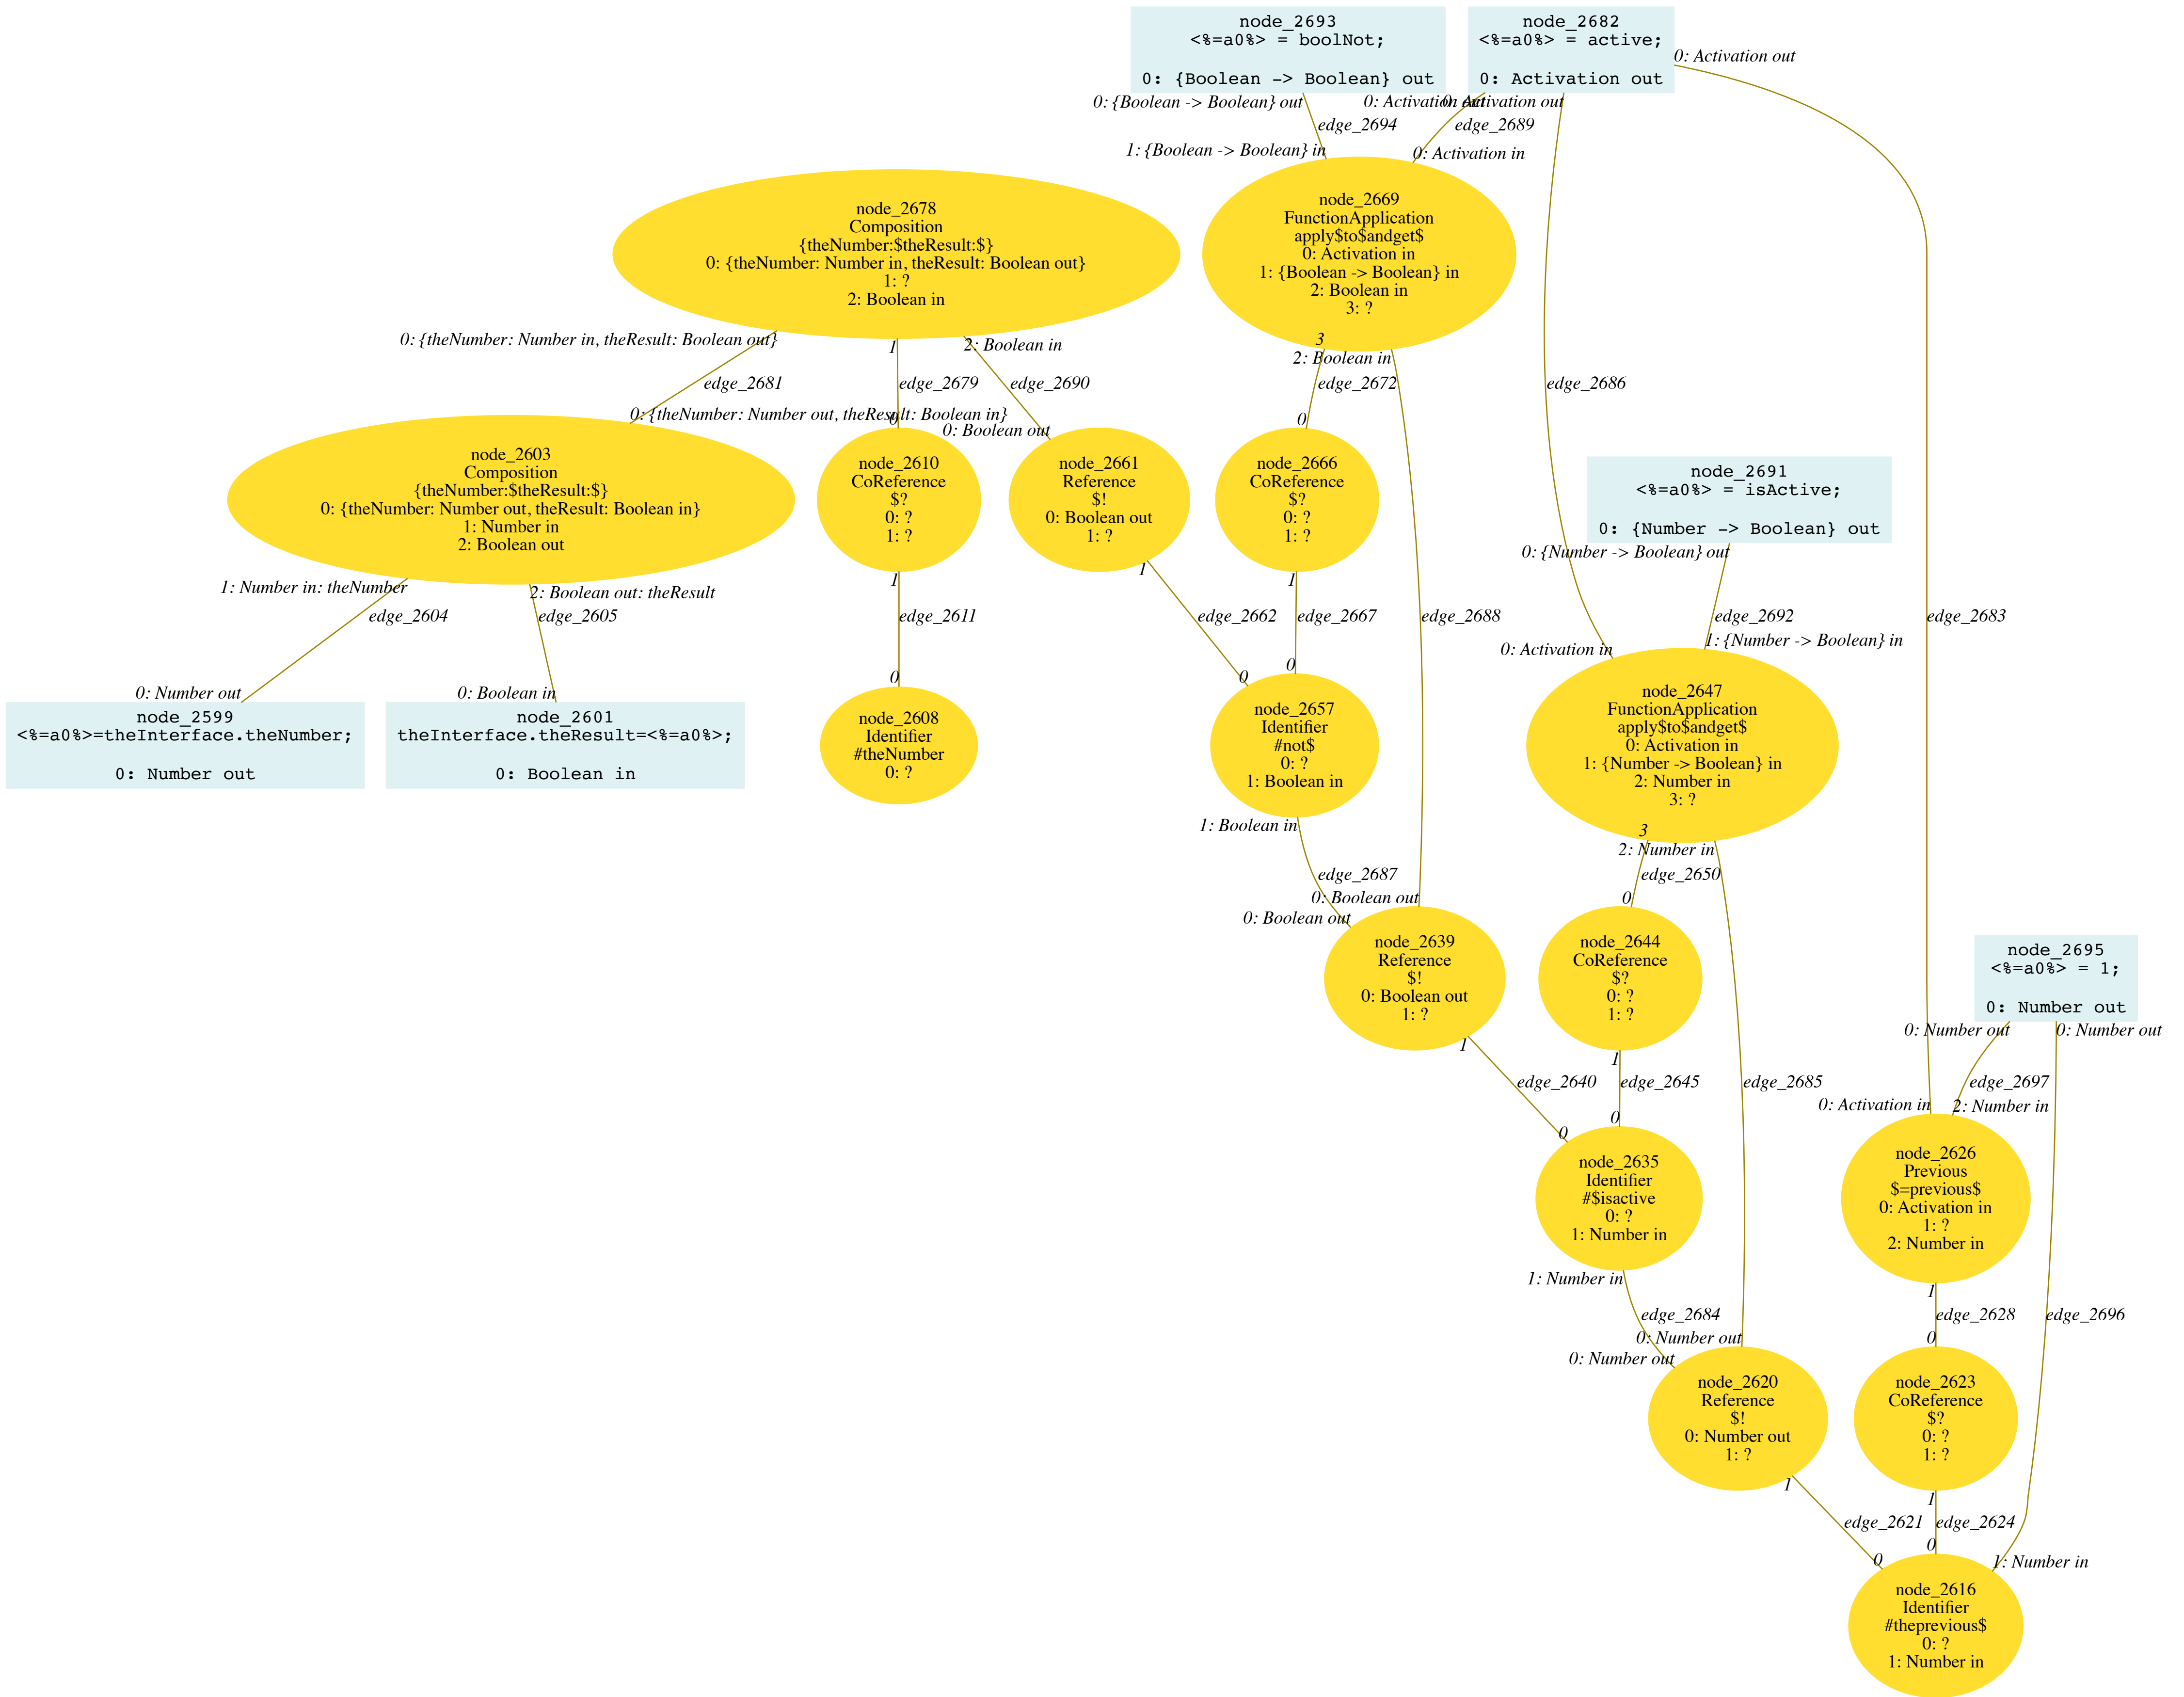 node_2693
<%=a0%> = boolNot;
0: {Boolean -> Boolean} out
node_2682
<%=a0%> = active;
0: Activation out
0: Activation out
0: {Boolean -> Boolean} out
0: Activation out
0: Activation out
edge_2694
edge_2689
1: {Boolean -> Boolean} in
0: Activation in
node_2678
Composition
{theNumber:$theResult:$}
0: {theNumber: Number in, theResult: Boolean out}
1: ?
2: Boolean in
node_2669
FunctionApplication
apply$to$andget$
0: Activation in
1: {Boolean -> Boolean} in
2: Boolean in
3: ?
0: {theNumber: Number in, theResult: Boolean out}
1
2: Boolean in
3
2: Boolean in
edge_2681
edge_2679
edge_2690
edge_2672
edge_2686
0: {theNumber: Number out, theResult: Boolean in}
0
0: Boolean out
0
node_2603
Composition
{theNumber:$theResult:$}
0: {theNumber: Number out, theResult: Boolean in}
1: Number in
2: Boolean out
node_2610
CoReference
$?
0: ?
1: ?
node_2661
Reference
$!
0: Boolean out
1: ?
node_2666
CoReference
$?
0: ?
1: ?
node_2691
<%=a0%> = isActive;
0: {Number -> Boolean} out
0: {Number -> Boolean} out
1: Number in: theNumber
2: Boolean out: theResult
1
1
1
edge_2604
edge_2605
edge_2611
edge_2662
edge_2667
edge_2688
edge_2692
edge_2683
0: Number out
0: Boolean in
0
0
0
0: Activation in
1: {Number -> Boolean} in
node_2599
<%=a0%>=theInterface.theNumber;
0: Number out
node_2601
theInterface.theResult=<%=a0%>;
0: Boolean in
node_2608
Identifier
#theNumber
0: ?
node_2657
Identifier
#not$
0: ?
1: Boolean in
node_2647
FunctionApplication
apply$to$andget$
0: Activation in
1: {Number -> Boolean} in
2: Number in
3: ?
1: Boolean in
3
2: Number in
edge_2687
edge_2650
0: Boolean out
0: Boolean out
0
node_2639
Reference
$!
0: Boolean out
1: ?
node_2644
CoReference
$?
0: ?
1: ?
node_2695
<%=a0%> = 1;
0: Number out
0: Number out
0: Number out
1
1
edge_2640
edge_2645
edge_2685
edge_2697
0
0
0: Activation in
2: Number in
node_2635
Identifier
#$isactive
0: ?
1: Number in
node_2626
Previous
$=previous$
0: Activation in
1: ?
2: Number in
1: Number in
1
edge_2684
edge_2628
edge_2696
0: Number out
0: Number out
0
node_2620
Reference
$!
0: Number out
1: ?
node_2623
CoReference
$?
0: ?
1: ?
1
1
edge_2621
edge_2624
0
0
1: Number in
node_2616
Identifier
#theprevious$
0: ?
1: Number in